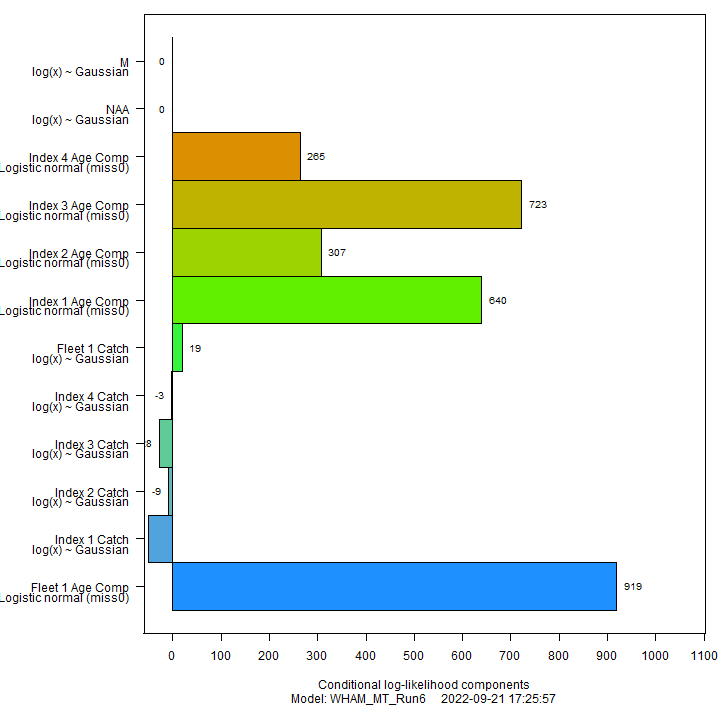 M
log(x) ~ Gaussian
0
NAA
log(x) ~ Gaussian
0
Index 4 Age Comp
Logistic normal (miss0)
265
Index 3 Age Comp
Logistic normal (miss0)
723
Index 2 Age Comp
Logistic normal (miss0)
307
Index 1 Age Comp
Logistic normal (miss0)
640
Fleet 1 Catch
log(x) ~ Gaussian
19
Index 4 Catch
log(x) ~ Gaussian
-3
Index 3 Catch
log(x) ~ Gaussian
8
Index 2 Catch
log(x) ~ Gaussian
-9
Index 1 Catch
log(x) ~ Gaussian
Fleet 1 Age Comp
Logistic normal (miss0)
919
0 100 200 300 400 500 600 700 800 900 1000 1100
Conditional log-likelihood components
Model: WHAM_MT_Run6 2022-09-21 17:25:57